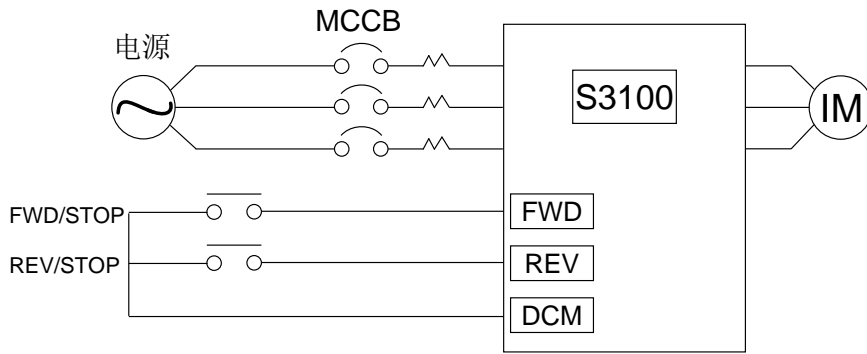 MCCB
电源
S3100
IM
FWD/STOP
FWD
REV/STOP
REV
DCM